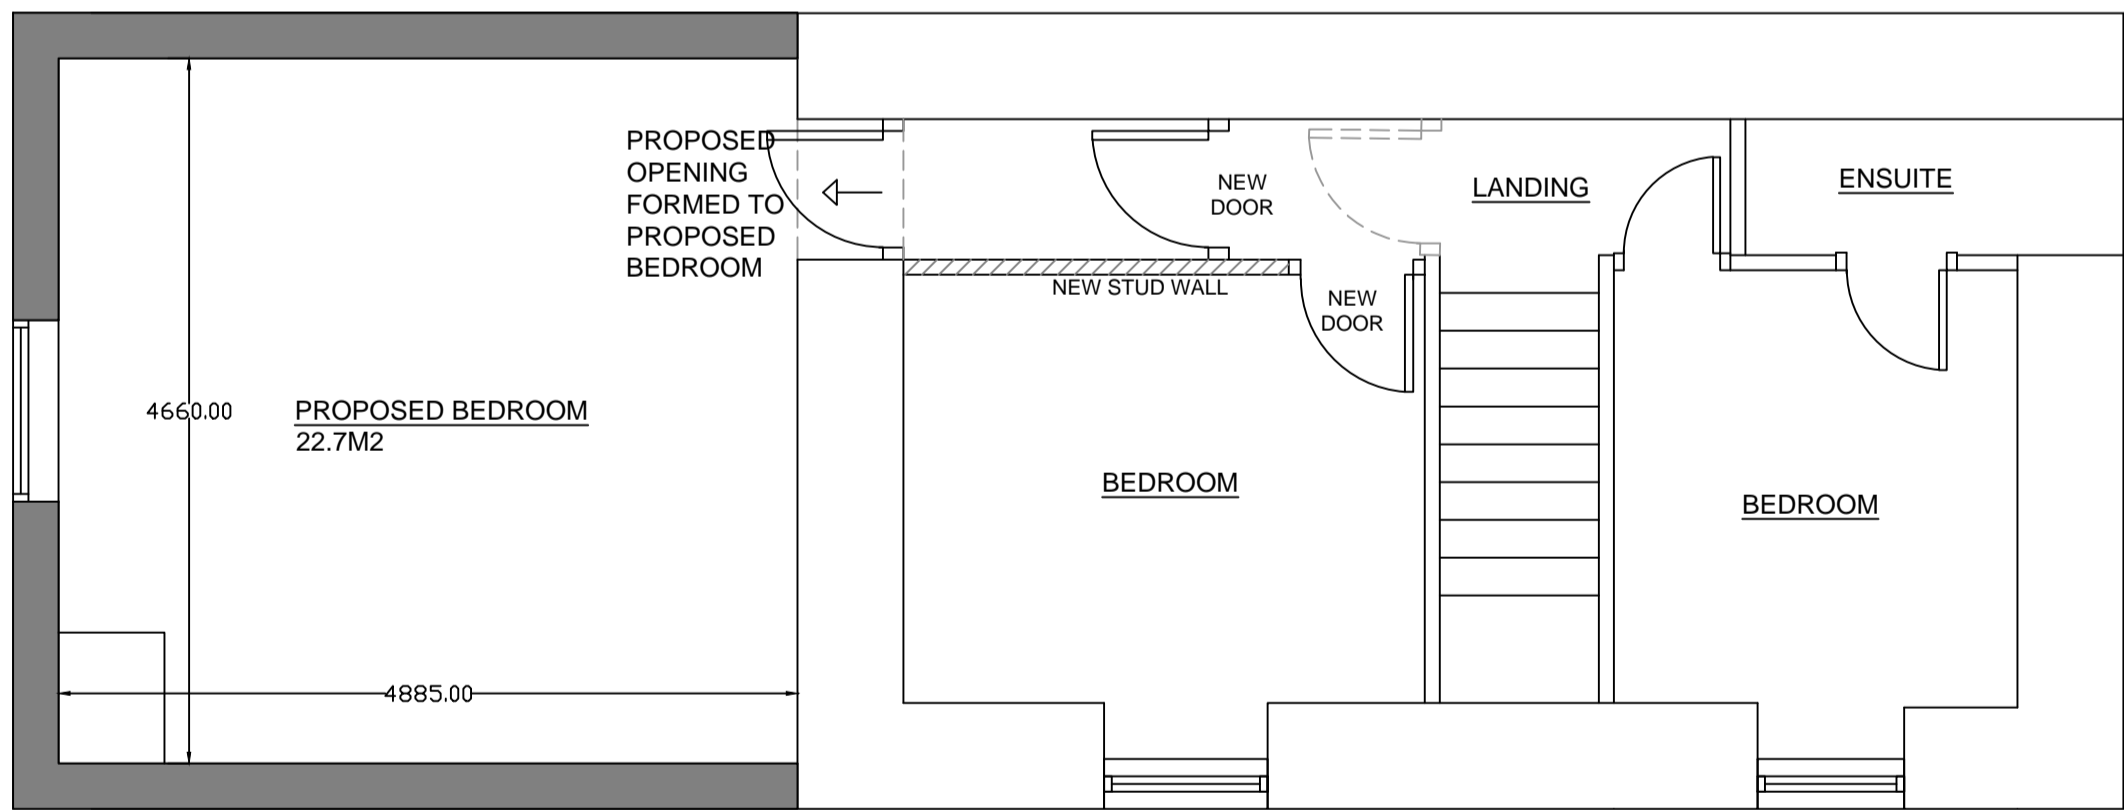 PROPOSED
OPENING
FORMED TO
PROPOSED
BEDROOM
NEW
DOOR
LANDING
ENSUITE
NEW STUD WALL
NEW
DOOR
4660.00
PROPOSED BEDROOM
22.7M2
BEDROOM
BEDROOM
4885.00